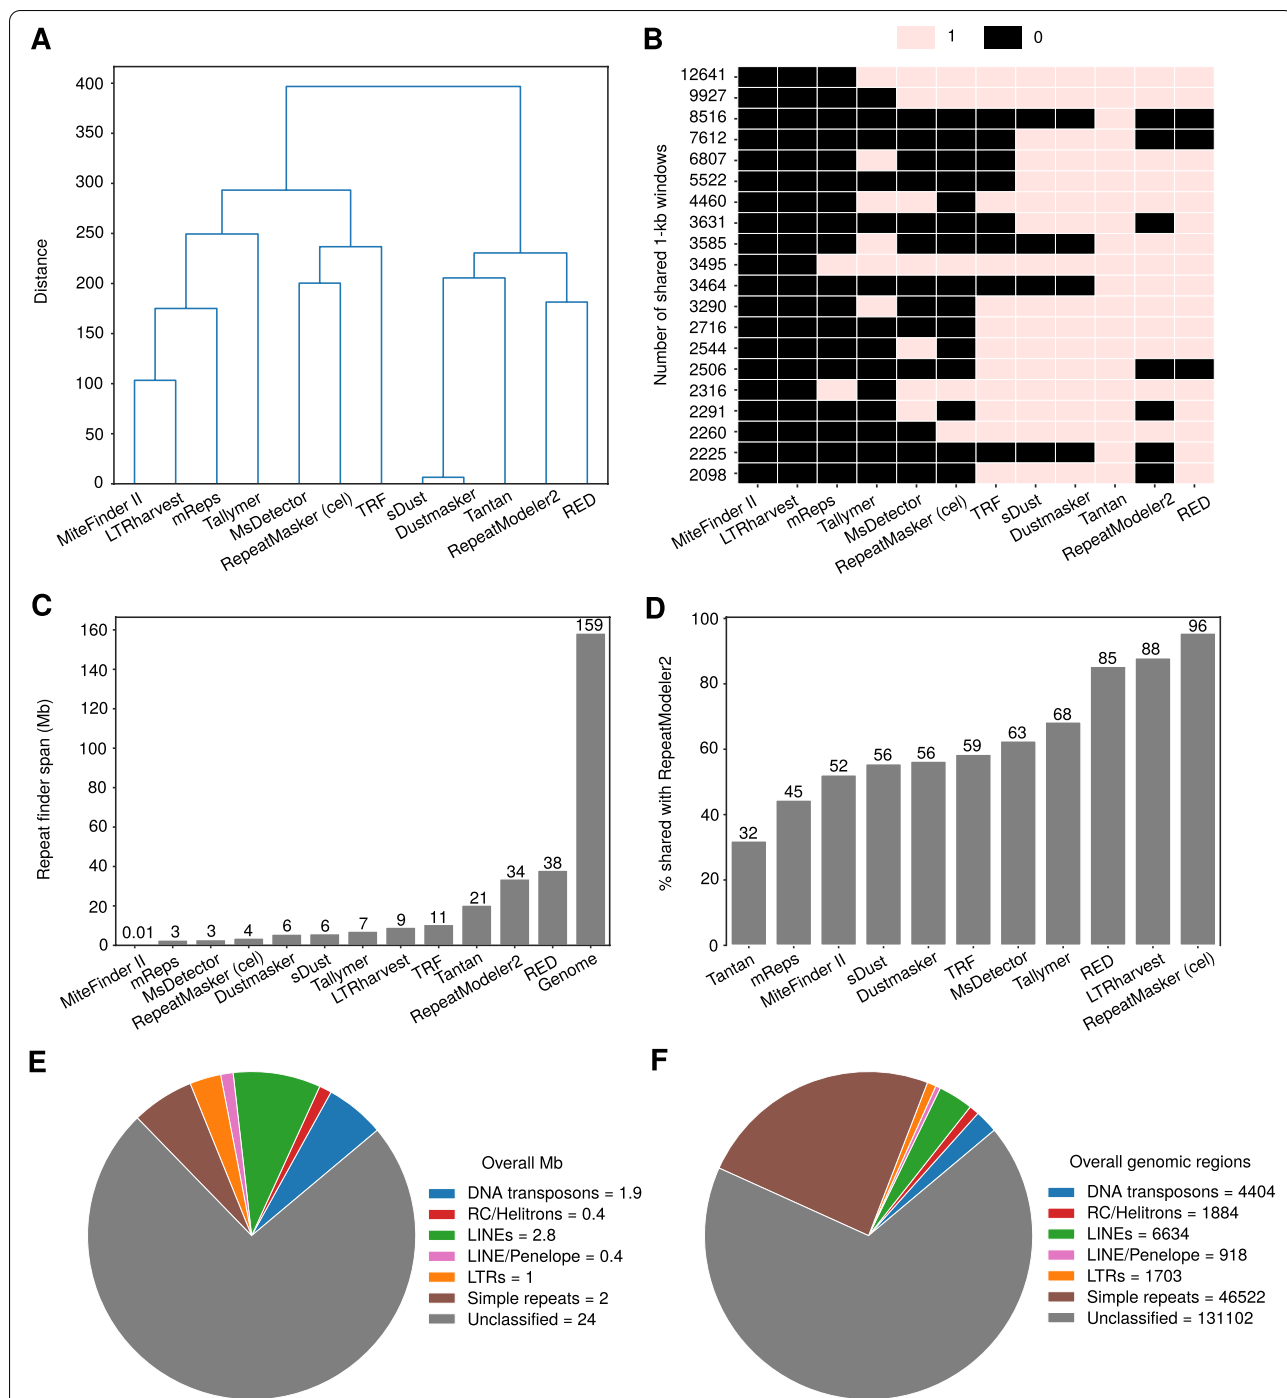 A
400
350
300
250
200
150
100
50
0
Distance
MiteFinder II
LTRharvest
mReps
Tallymer
MsDetector
RepeatMasker (cel)
TRF
sDust
Dustmasker
Tantan
RepeatModeler2
RED
B
1
0
12641
9927
8516
7612
6807
5522
4460
3631
3585
3495
3464
3290
2716
2544
2506
2316
2291
2260
2225
2098
Number of shared 1-kb windows
MiteFinder II
LTRharvest
mReps
Tallymer
MsDetector
RepeatMasker (cel)
TRF
sDust
Dustmasker
Tantan
RepeatModeler2
RED
C
160
140
120
100
80
60
40
20
0
Repeat finder span (Mb)
0.01
3
3
4
6
6
7
9
11
21
34
38
159
MiteFinder II
mReps
MsDetector
RepeatMasker (cel)
Dustmasker
sDust
Tallymer
LTRharvest
TRF
Tantan
RepeatModeler2
RED
Genome
D
100
80
60
40
20
0
% shared with RepeatModeler2
32
45
52
56
56
59
63
68
85
88
96
Tantan
mReps
MiteFinder II
sDust
Dustmasker
TRF
MsDetector
Tallymer
RED
LTRharvest
RepeatMasker (cel)
E
Overall Mb
DNA transposons = 1.9
RC/Helitrons = 0.4
LINEs = 2.8
LINE/Penelope = 0.4
LTRs = 1
Simple repeats = 2
Unclassified = 24
F
Overall genomic regions
DNA transposons = 4404
RC/Helitrons = 1884
LINEs = 6634
LINE/Penelope = 918
LTRs = 1703
Simple repeats = 46522
Unclassified = 131102